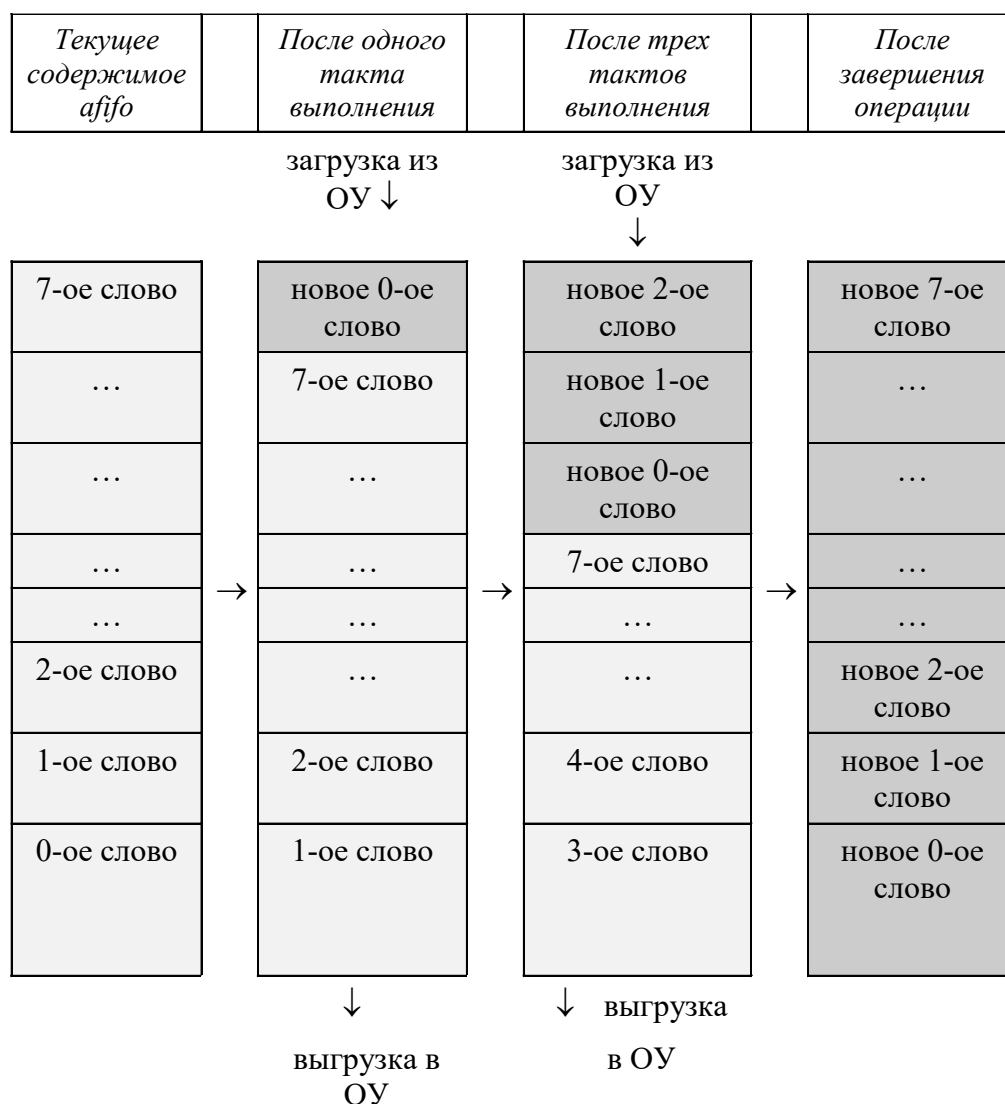 Текущее
содержимое
afifo
После одного
такта
выполнения
После трех
тактов
выполнения
После
завершения
операции
загрузка из
ОУ ↓
загрузка из
ОУ
↓
7-ое слово
…
…
…
…
2-ое слово
1-ое слово
0-ое слово
→
новое 0-ое
слово
7-ое слово
…
…
…
…
2-ое слово
1-ое слово
→
новое 2-ое
слово
новое 1-ое
слово
новое 0-ое
слово
7-ое слово
…
…
4-ое слово
3-ое слово
→
новое 7-ое
слово
…
…
…
…
новое 2-ое
слово
новое 1-ое
слово
новое 0-ое
слово
↓
выгрузка в
ОУ
↓ выгрузка
в ОУ